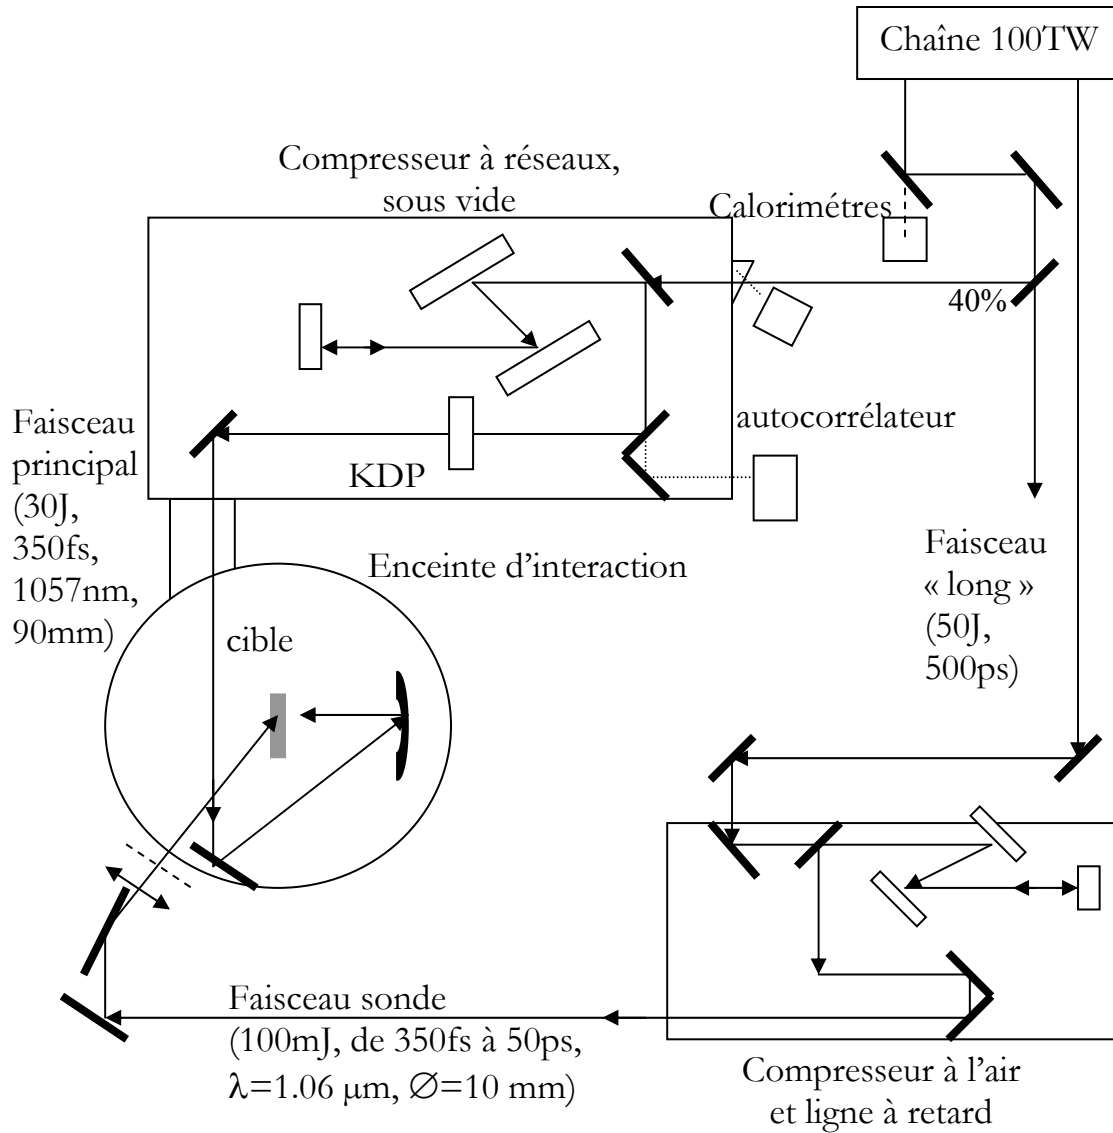 Chaîne 100TW
Compresseur à réseaux,
sous vide
Calorimétres
40%
autocorrélateur
KDP
Faisceau
principal
(30J,
350fs,
1057nm,
90mm)
Enceinte d’interaction
cible
Faisceau
« long »
(50J,
500ps)
Faisceau sonde
(100mJ, de 350fs à 50ps,
λ=1.06 μm, ∅=10 mm)
Compresseur à l’air
et ligne à retard